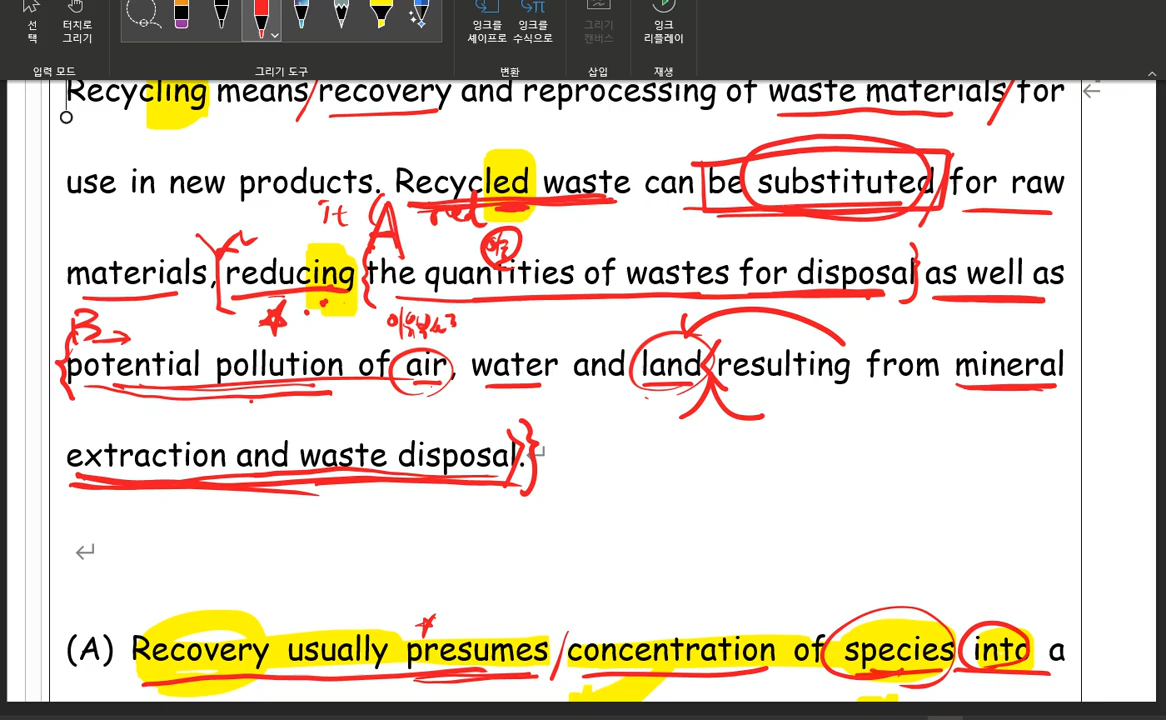 선택
터치로 그리기
잉크를 셰이프로
잉크를 수식으로
그리기 캔버스
잉크 리플레이
입력 모드
그리기 도구
변환
삽입
재생
Recycling means recovery and reprocessing of waste materials for
use in new products. Recycled waste can be substituted for raw
It A red
materials, reducing the quantities of wastes for disposal as well as
B
potential pollution of air, water and land resulting from mineral
extraction and waste disposal.
(A) Recovery usually presumes concentration of species into a